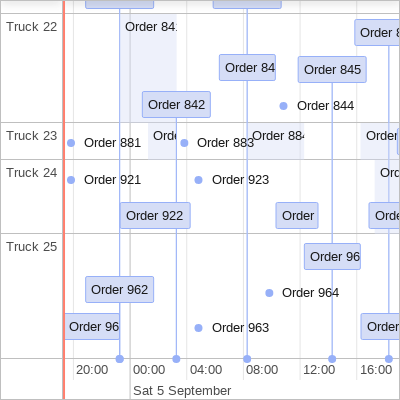 Truck 22
Order 84
Order 8
Order 84
Order 845
Order 842
Order 844
Truck 23
Order 881
Orde
Order 883
Order 884
Order
Truck 24
Order 921
Order 923
Ord
Order 922
Order
Orde
Truck 25
Order 96
Order 962
Order 964
Order 96
Order 963
Order
20:00
00:00
04:00
08:00
12:00
16:00
Sat 5 September